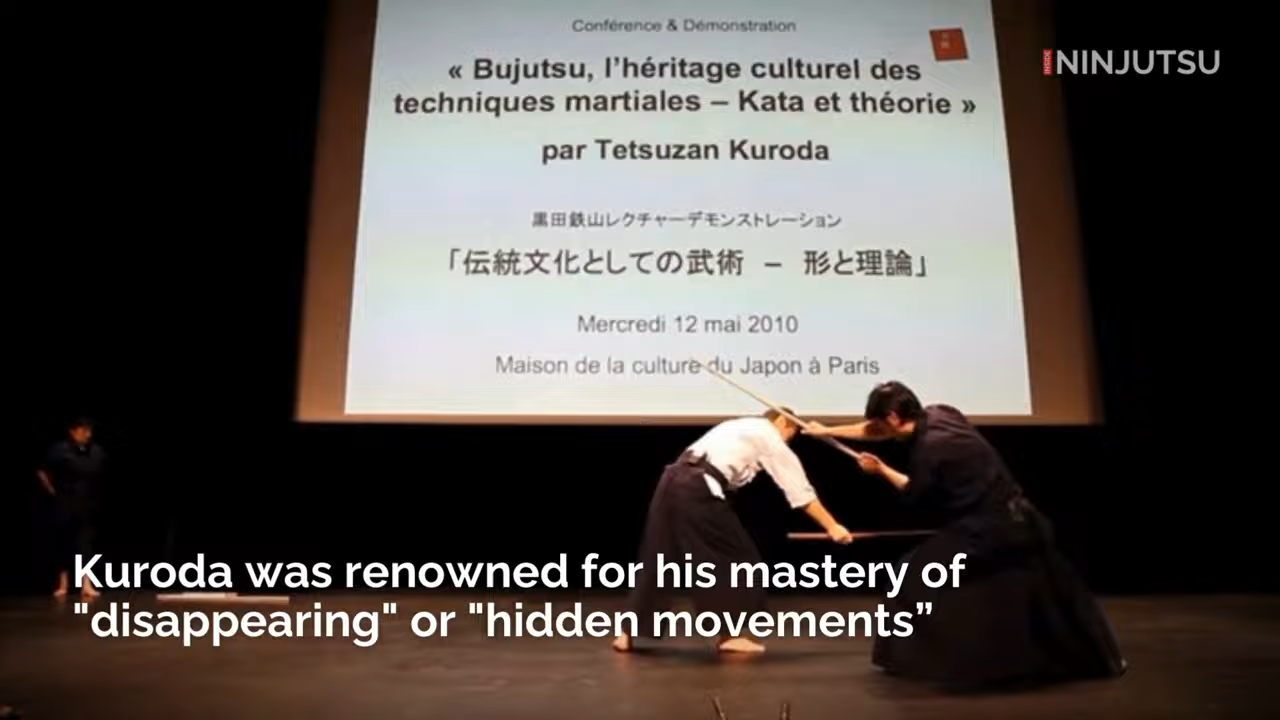 Conférence & Démonstration
« Bujutsu, l'héritage culturel des
techniques martiales – Kata et théorie »
par Tetsuzan Kuroda
黒田鉄山レクチャーデモンストレーション
「伝統文化としての武術 – 形と理論」
Mercredi 12 mai 2010
Maison de la culture du Japon à Paris
INSIDE NINJUTSU
Kuroda was renowned for his mastery of
"disappearing" or "hidden movements”